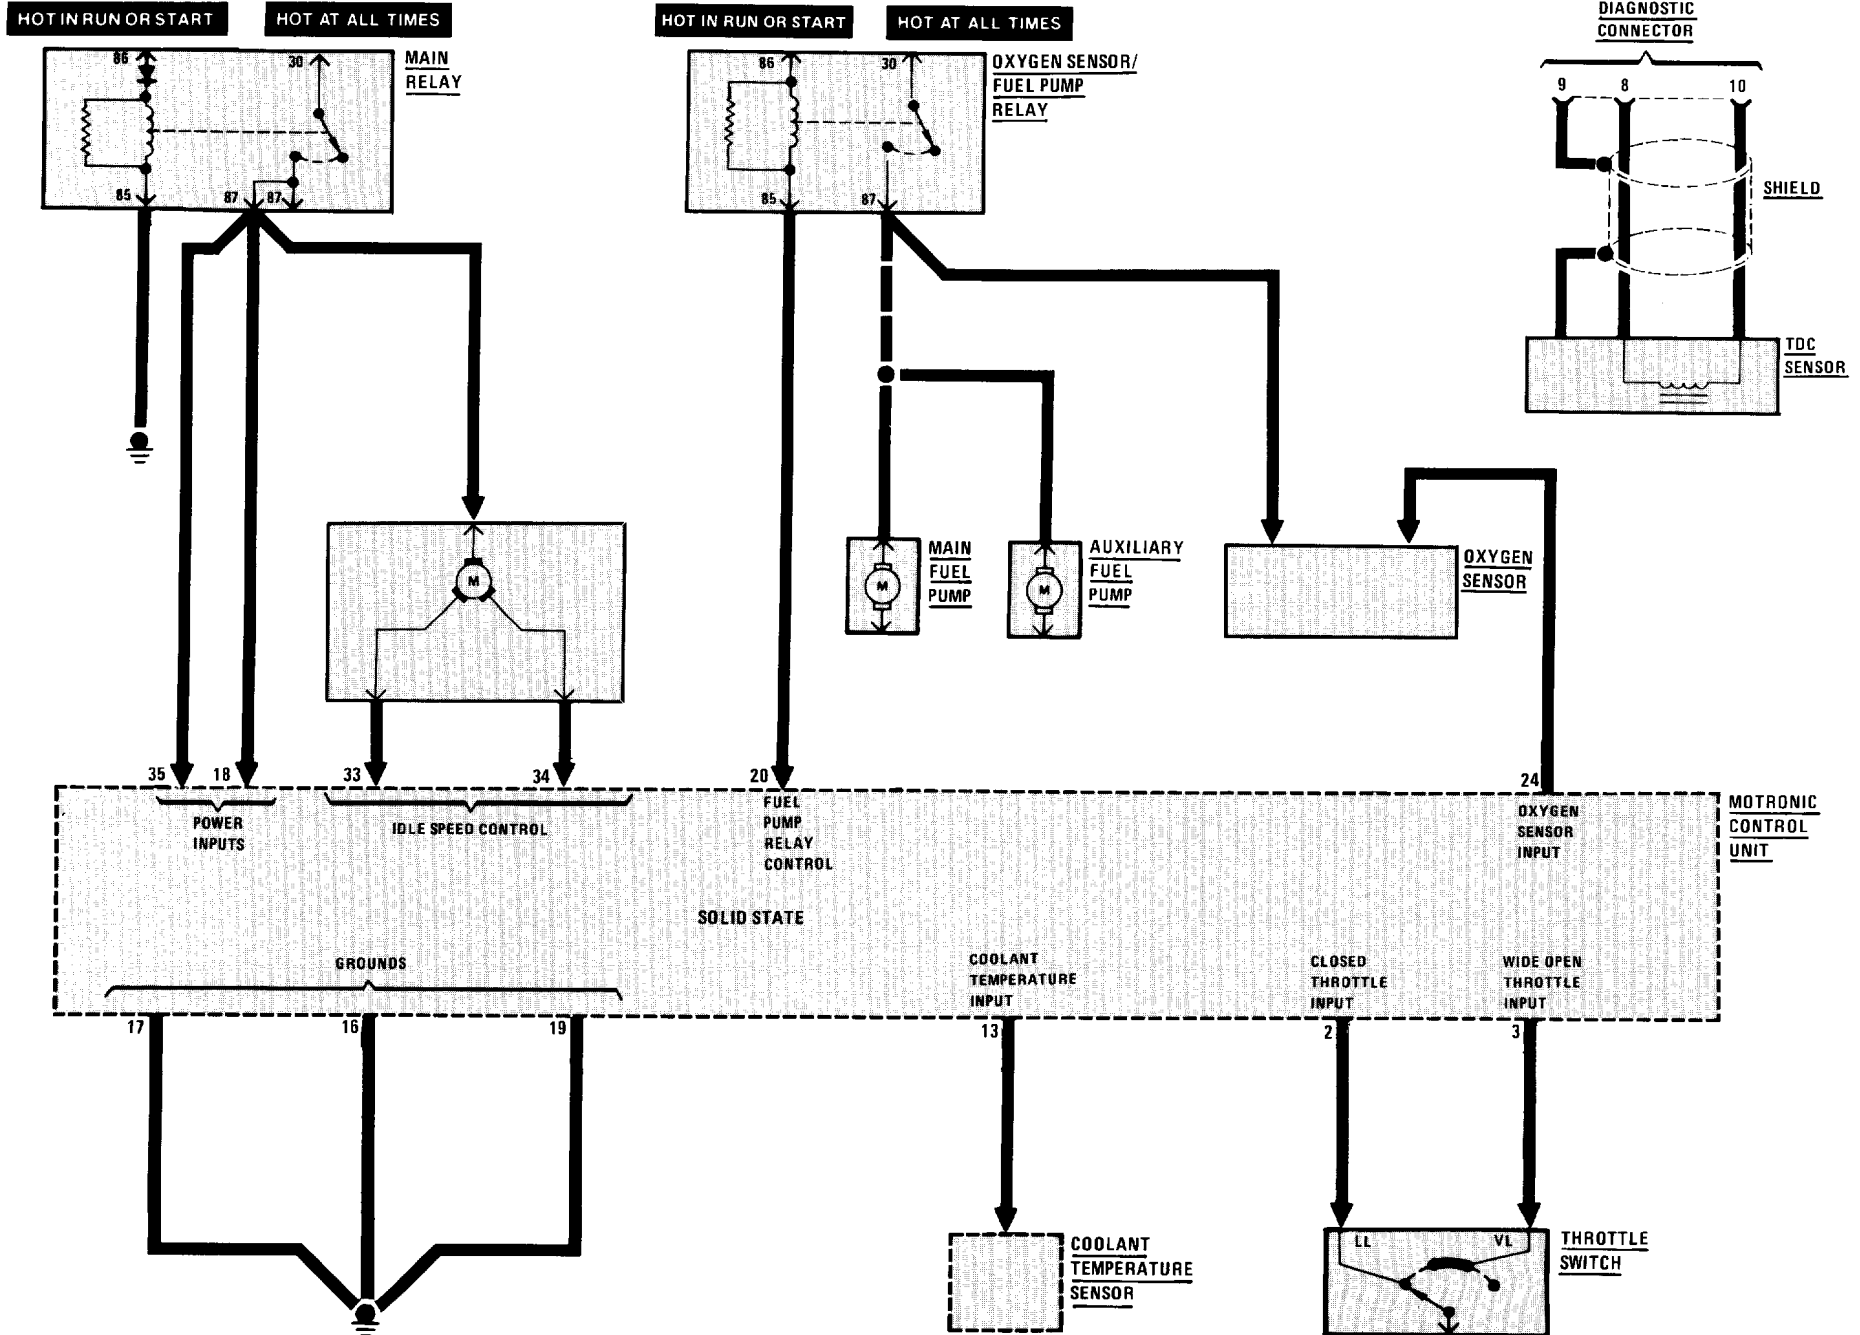 HOT IN RUN OR START
HOT AT ALL TIMES
HOT IN RUN OR START
HOT AT ALL TIMES
DIAGNOSTIC
CONNECTOR
86
30
MAIN
RELAY
85
87
87
86
30
OXYGEN SENSOR/
FUEL PUMP
RELAY
85
87
9
8
10
SHIELD
TDC
SENSOR
M
M
MAIN
FUEL
PUMP
M
AUXILIARY
FUEL
PUMP
OXYGEN
SENSOR
35
18
33
34
20
24
POWER
INPUTS
IDLE SPEED CONTROL
FUEL
PUMP
RELAY
CONTROL
OXYGEN
SENSOR
INPUT
MOTRONIC
CONTROL
UNIT
SOLID STATE
GROUNDS
COOLANT
TEMPERATURE
INPUT
CLOSED
THROTTLE
INPUT
WIDE OPEN
THROTTLE
INPUT
17
16
19
13
2
3
COOLANT
TEMPERATURE
SENSOR
LL
VL
THROTTLE
SWITCH